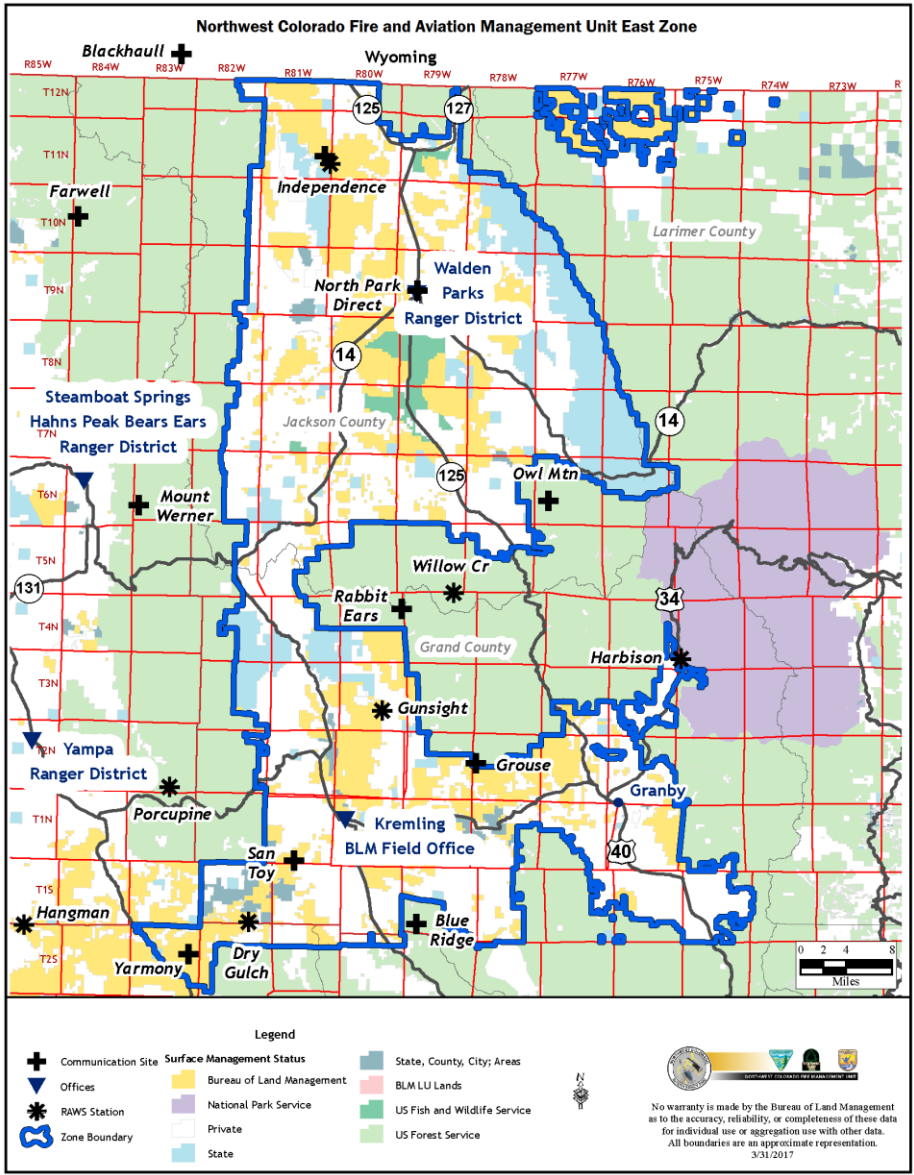 Northwest Colorado Fire and Aviation Management Unit East Zone
Blackhaull
Wyoming
R85W
R84W
R83W
R82W
R81W
R80W
R79W
R78W
R77W
R76W
R75W
R74W
R73W
R
T12N
125
127
T11N
Independence
Farwell
T10N
Larimer County
T9N
North Park
Direct
Walden
Parks
Ranger District
14
T8N
Steamboat Springs
Hahns Peak Bears Ears
Ranger District
T7N
Jackson County
14
125
Owl Mtn
T6N
Mount
Werner
T5N
131
Willow Cr
Rabbit
Ears
34
T4N
Grand County
Harbison
T3N
Gunsight
T2N
Yampa
Ranger District
Grouse
Granby
Porcupine
T1N
Kremling
BLM Field Office
40
San
Toy
T1S
Hangman
Blue
Ridge
Dry
Gulch
Yarmony
T2S
0 2 4 8
Miles
Legend
Communication Site
Offices
RAWS Station
Zone Boundary
Surface Management Status
Bureau of Land Management
National Park Service
Private
State
State, County, City; Areas
BLM LU Lands
US Fish and Wildlife Service
US Forest Service
N
NORTHWEST COLORADO FIRE MANAGEMENT UNIT
No warranty is made by the Bureau of Land Management
as to the accuracy, reliability, or completeness of these data
for individual use or aggregation use with other data.
All boundaries are an approximate representation.
3/31/2017